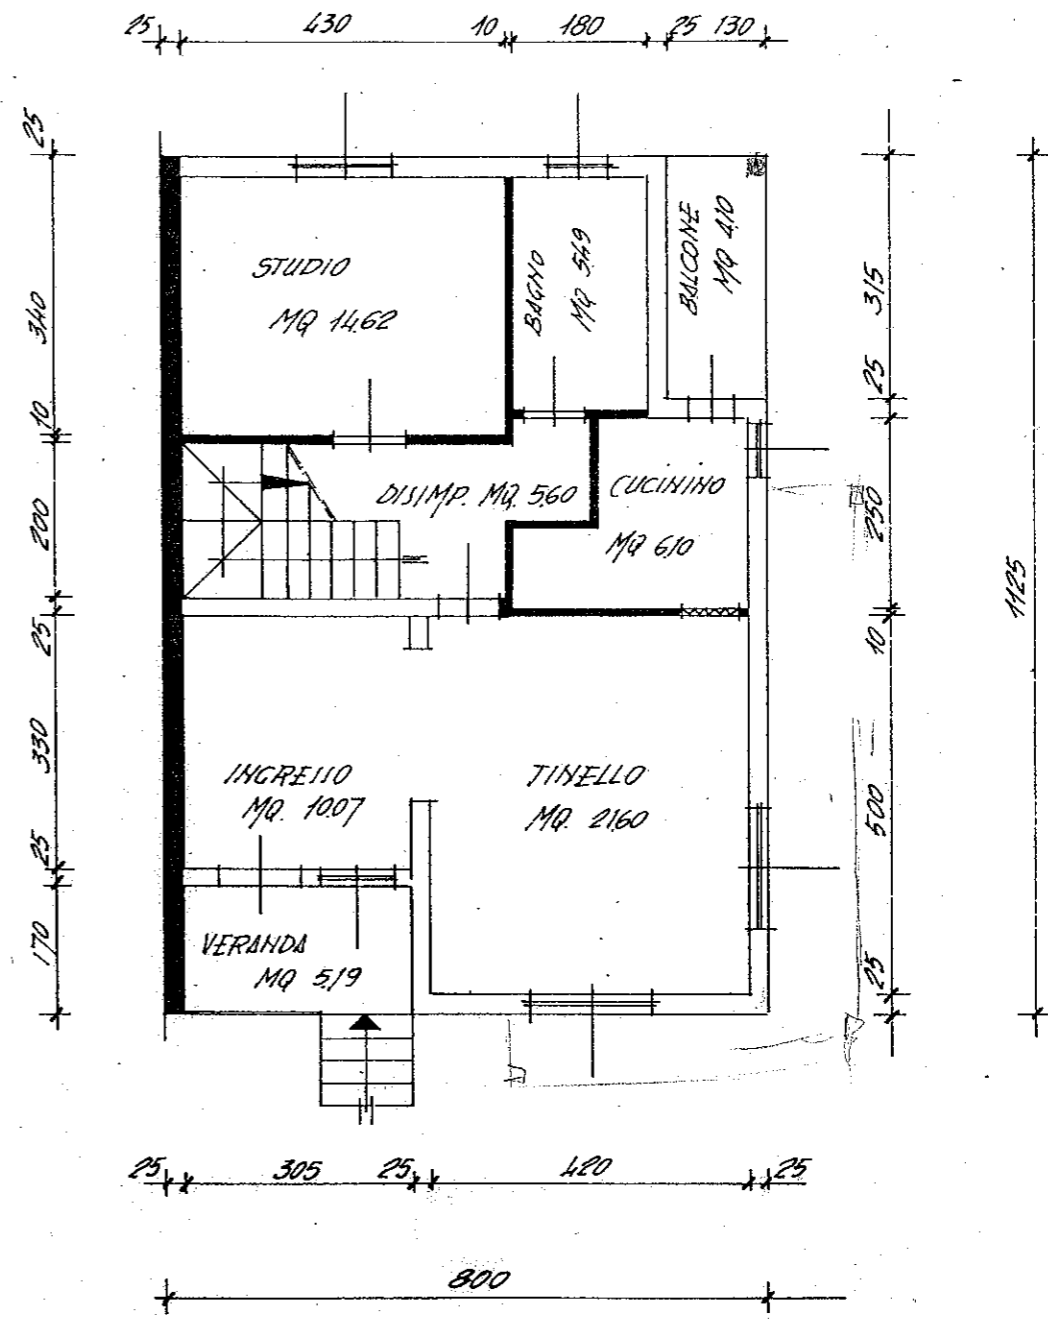 25 430 10 180 25 130
25
340
10
200
25
330
25
170
STUDIO
MQ 14.62
BAGNO
MQ 5.49
BALCONE
MQ 4.10
DISIMP. MQ. 5.60
CUCININO
MQ 6.10
INGRESSO
MQ. 10.07
TINELLO
MQ. 21.60
VERANDA
MQ 5.19
315
25
250
10
500
25
1125
25 305 25 420 25
800